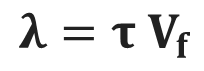 λ = τ V_f